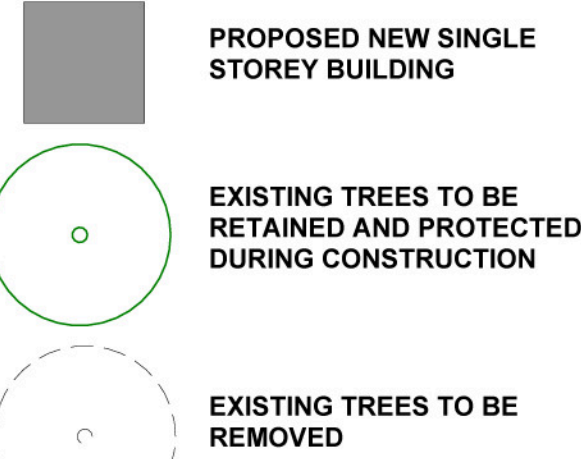 PROPOSED NEW SINGLE
STOREY BUILDING
EXISTING TREES TO BE
RETAINED AND PROTECTED
DURING CONSTRUCTION
EXISTING TREES TO BE
REMOVED